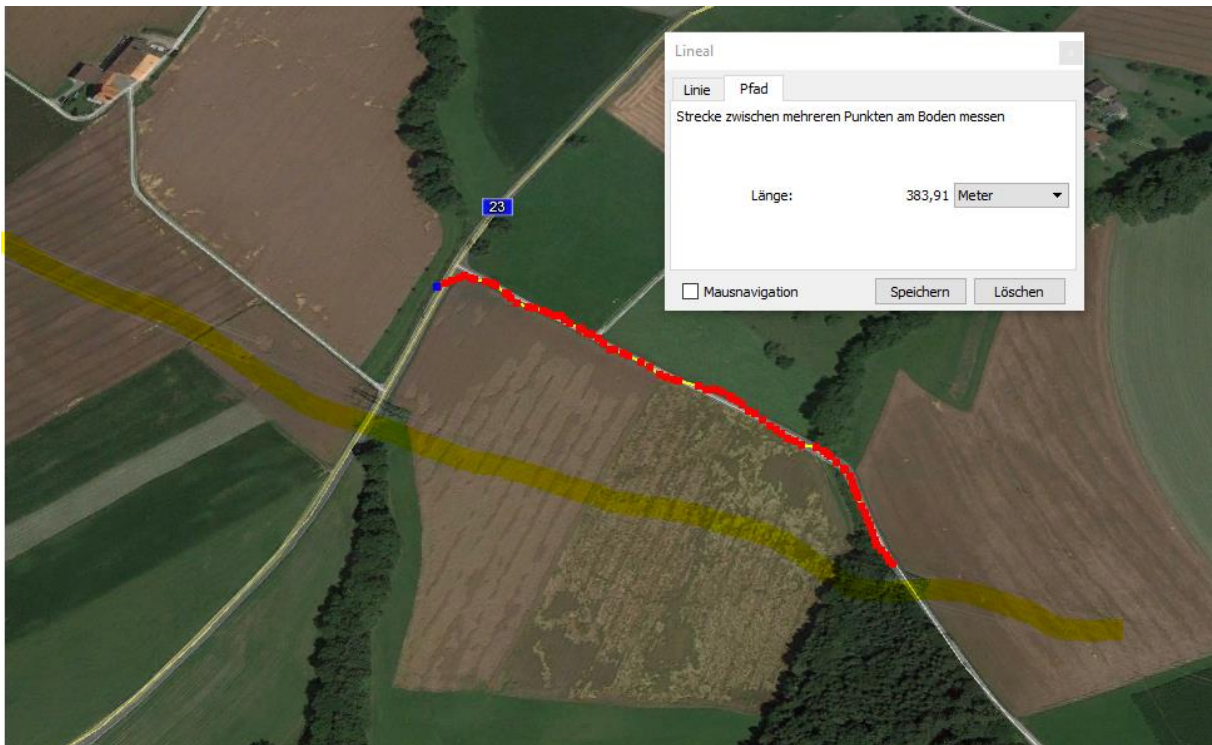 Lineal
Linie Pfad
Strecke zwischen mehreren Punkten am Boden messen
Länge: 383,91 Meter
Mausnavigation Speichern Löschen
23